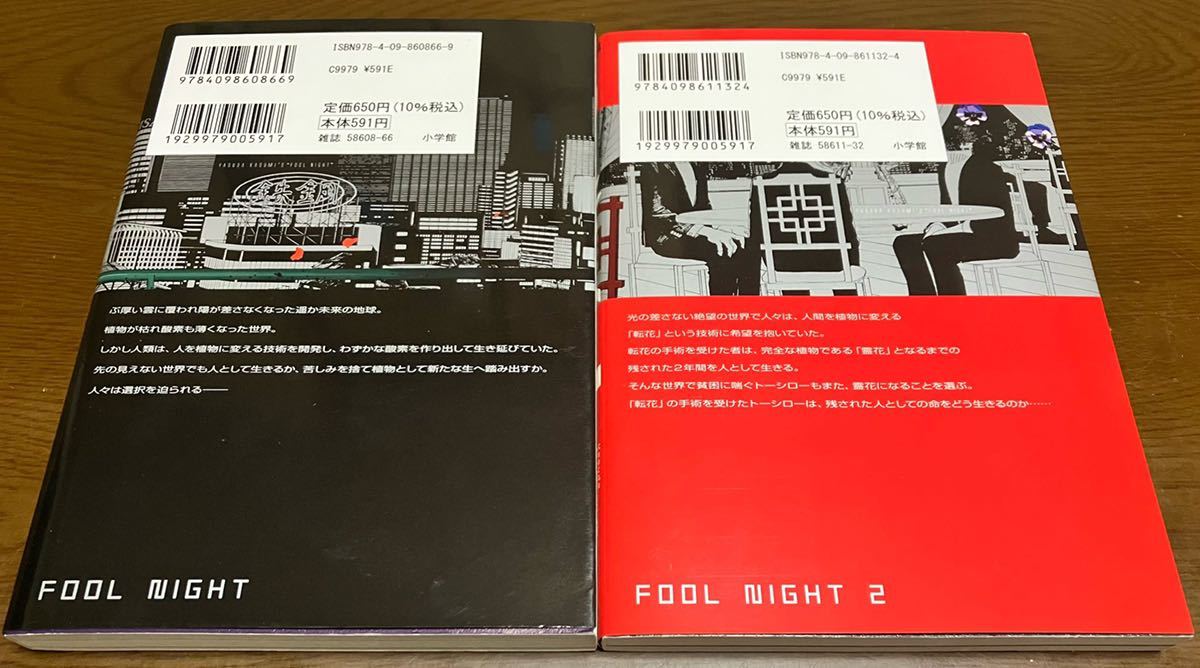 ISBN978-4-09-860866-9
9784098608669
C9979 ¥591E
1929979005917
定価650円(10%税込)
本体591円
雑誌 58608-66
小学館
YASUDA KASUMI'S "FOOL NIGHT"
鉄鋼
ぶ厚い雲に覆われ陽が差さなくなった遥か未来の地球。
植物が枯れ酸素も薄くなった世界。
しかし人類は、人を植物に変える技術を開発し、わずかな酸素を作り出して生き延びていた。
先の見えない世界でも人として生きるか、苦しみを捨て植物として新たな生へ踏み出すか。
人々は選択を迫られる——
FOOL NIGHT
ISBN978-4-09-861132-4
9784098611324
C9979 ¥591E
1929979005917
定価650円(10%税込)
本体591円
雑誌 58611-32
小学館
YASUDA KASUMI'S "FOOL NIGHT"
光の差さない絶望の世界で人々は、人間を植物に変える
「転花」という技術に希望を抱いていた。
転花の手術を受けた者は、完全な植物である「霊花」となるまでの
残された2年間を人として生きる。
そんな世界で貧困に喘ぐトーシローもまた、霊花になることを選ぶ。
「転花」の手術を受けたトーシローは、残された人としての命をどう生きるのか……
FOOL NIGHT 2